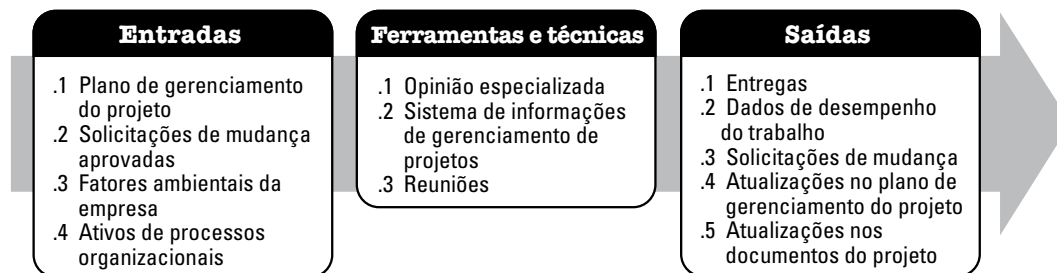 Entradas
.1 Plano de gerenciamento
do projeto
.2 Solicitações de mudança
aprovadas
.3 Fatores ambientais da
empresa
.4 Ativos de processos
organizacionais
Ferramentas e técnicas
.1 Opinião especializada
.2 Sistema de informações
de gerenciamento de
projetos
.3 Reuniões
Saídas
.1 Entregas
.2 Dados de desempenho
do trabalho
.3 Solicitações de mudança
.4 Atualizações no plano de
gerenciamento do projeto
.5 Atualizações nos
documentos do projeto